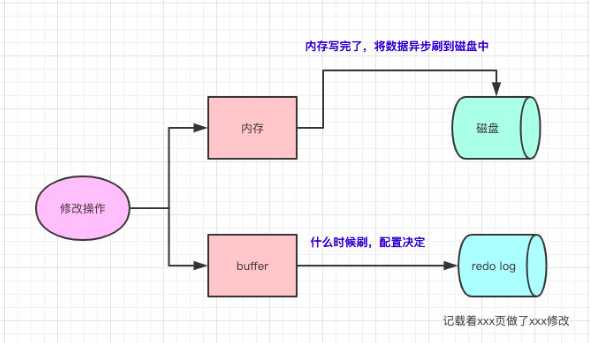 内存写完了，将数据异步刷到磁盘中
内存
磁盘
修改操作
什么时候刷，配置决定
buffer
redo log
记载着xxx页做了xxx修改